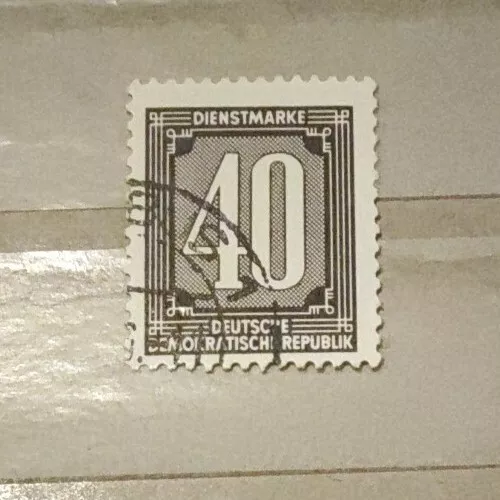 DIENSTMARKE
40
DEUTSCHE
DEMOKRATISCHE REPUBLIK